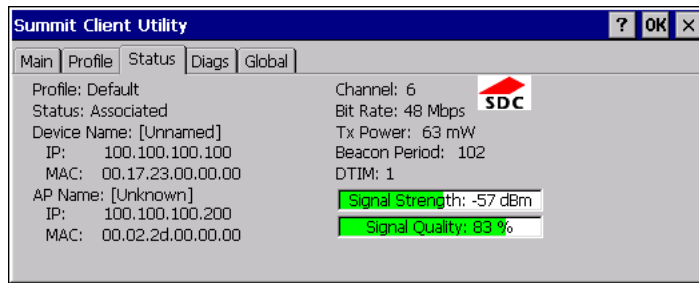 Summit Client Utility ? OK ×
Main Profile Status Diags Global
Profile: Default
Status: Associated
Device Name: [Unnamed]
IP: 100.100.100.100
MAC: 00.17.23.00.00.00
AP Name: [Unknown]
IP: 100.100.100.200
MAC: 00.02.2d.00.00.00
Channel: 6
SDC
Bit Rate: 48 Mbps
Tx Power: 63 mW
Beacon Period: 102
DTIM: 1
Signal Strength: -57 dBm
Signal Quality: 83 %